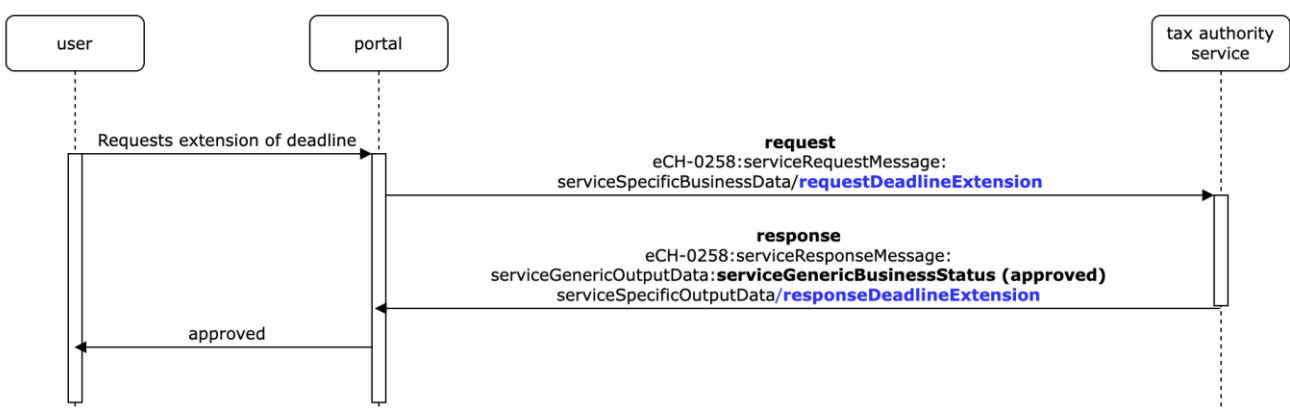 user
portal
tax authority
service
Requests extension of deadline
request
eCH-0258:serviceRequestMessage:
serviceSpecificBusinessData/requestDeadlineExtension
response
eCH-0258:serviceResponseMessage:
serviceGenericOutputData:serviceGenericBusinessStatus (approved)
serviceSpecificOutputData/responseDeadlineExtension
approved